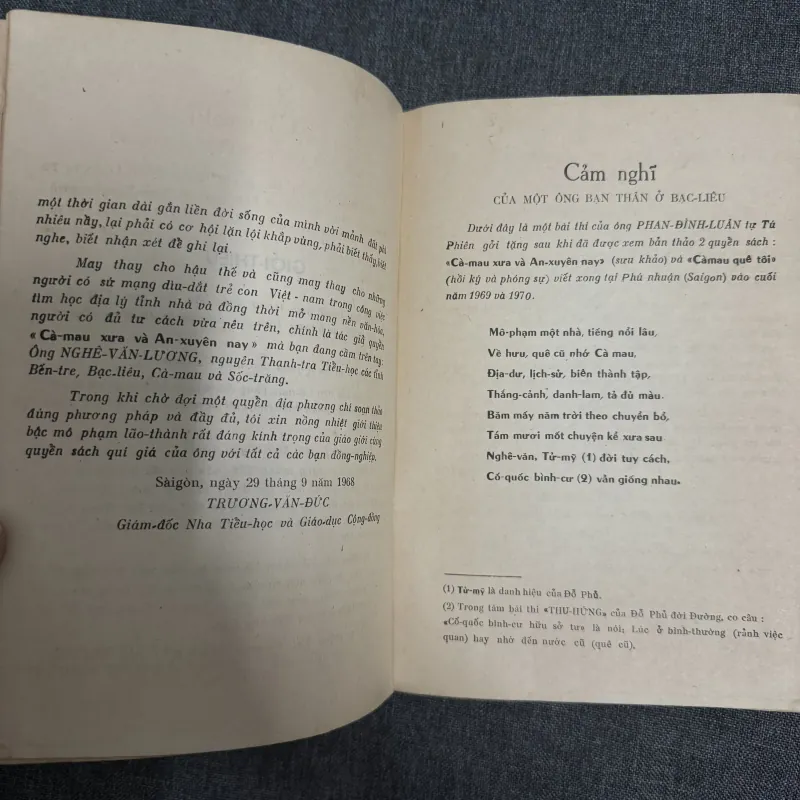 một thời gian dài gắn liền đời sống của mình với mảnh đất phì
nhiêu nầy, lại phải có cơ hội lặn lội khắp vùng, phải biết thấy, biết
nghe, biết nhận xét để ghi lại.
May thay cho hậu thế và cũng may thay cho những
người có sứ mạng dìu-dắt trẻ con Việt-nam trong công việc
tìm học địa lý tỉnh nhà và đồng thời mở mang nền văn-hóa,
người có đủ tư cách vừa nêu trên, chính là tác giả quyển
« Cà-mau xưa và An-xuyên nay » mà bạn đang cầm trên tay:
Ông NGHÊ-VĂN-LƯƠNG, nguyên Thanh-tra Tiểu-học các tỉnh
Bến-tre, Bạc-liêu, Cà-mau và Sốc-trăng.
Trong khi chờ đợi một quyển địa phương chí soạn thảo
đúng phương pháp và đầy đủ, tôi xin nồng nhiệt giới thiệu
bậc mô phạm lão-thành rất đáng kính trọng của giáo giới cùng
quyển sách quí giá của ông với tất cả các bạn đồng-nghiệp.
Sàigòn, ngày 29 tháng 9 năm 1968
TRƯƠNG-VĂN-ĐỨC
Giám-đốc Nha Tiểu-học và Giáo-dục Cộng-đồng
Cảm nghĩ
CỦA MỘT ÔNG BẠN THÂN Ở BẠC-LIÊU
Dưới đây là một bài thi của ông PHAN-ĐÌNH-LUÂN tự Tú
Phiên gởi tặng sau khi đã được xem bản thảo 2 quyển sách :
«Cà-mau xưa và An-xuyên nay» (sưu khảo) và «Càmau quê tôi»
(hồi ký và phóng sự) viết xong tại Phú nhuận (Saigon) vào cuối
năm 1969 và 1970.
Mô-phạm một nhà, tiếng nổi lâu,
Về hưu, quê cũ nhớ Cà mau.
Địa-dư, lịch-sử, biên thành tập,
Thắng-cảnh, danh-lam, tả đủ màu.
Băm mấy năm trời theo chuyển bổ,
Tám mươi mốt chuyện kể xưa sau
Nghê-văn, Tử-mỹ (1) đời tuy cách,
Cố-quốc bình-cư (2) vẫn giống nhau.
(1) Tử-mỹ là danh hiệu của Đỗ Phủ.
(2) Trong tám bài thi «THU-HỨNG» của Đỗ Phủ đời Đường, co câu :
«Cố-quốc bình-cư hữu sở tư» là nói; Lúc ở bình-thường (rảnh việc
quan) hay nhờ đến nước cũ (quê cũ),